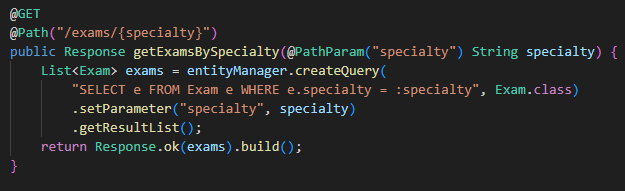 @GET
@Path("/exams/{specialty}")
public Response getExamsBySpecialty(@PathParam("specialty") String specialty) {
    List<Exam> exams = entityManager.createQuery(
        "SELECT e FROM Exam e WHERE e.specialty = :specialty", Exam.class)
        .setParameter("specialty", specialty)
        .getResultList();
    return Response.ok(exams).build();
}